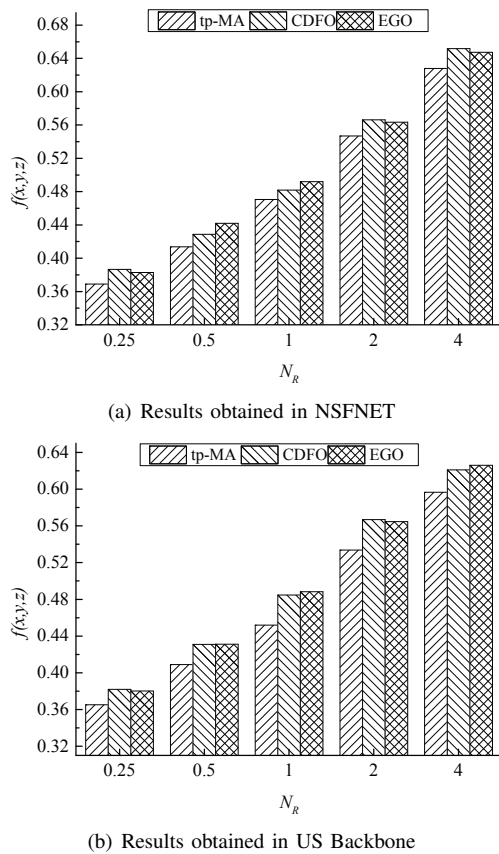 tp-MA CDFO EGO
0.68
0.64
0.60
0.56
0.52
0.48
0.44
0.40
0.36
0.32
f(x,y,z)
0.25 0.5 1 2 4
N_R
(a) Results obtained in NSFNET
tp-MA CDFO EGO
0.64
0.60
0.56
0.52
0.48
0.44
0.40
0.36
0.32
f(x,y,z)
0.25 0.5 1 2 4
N_R
(b) Results obtained in US Backbone